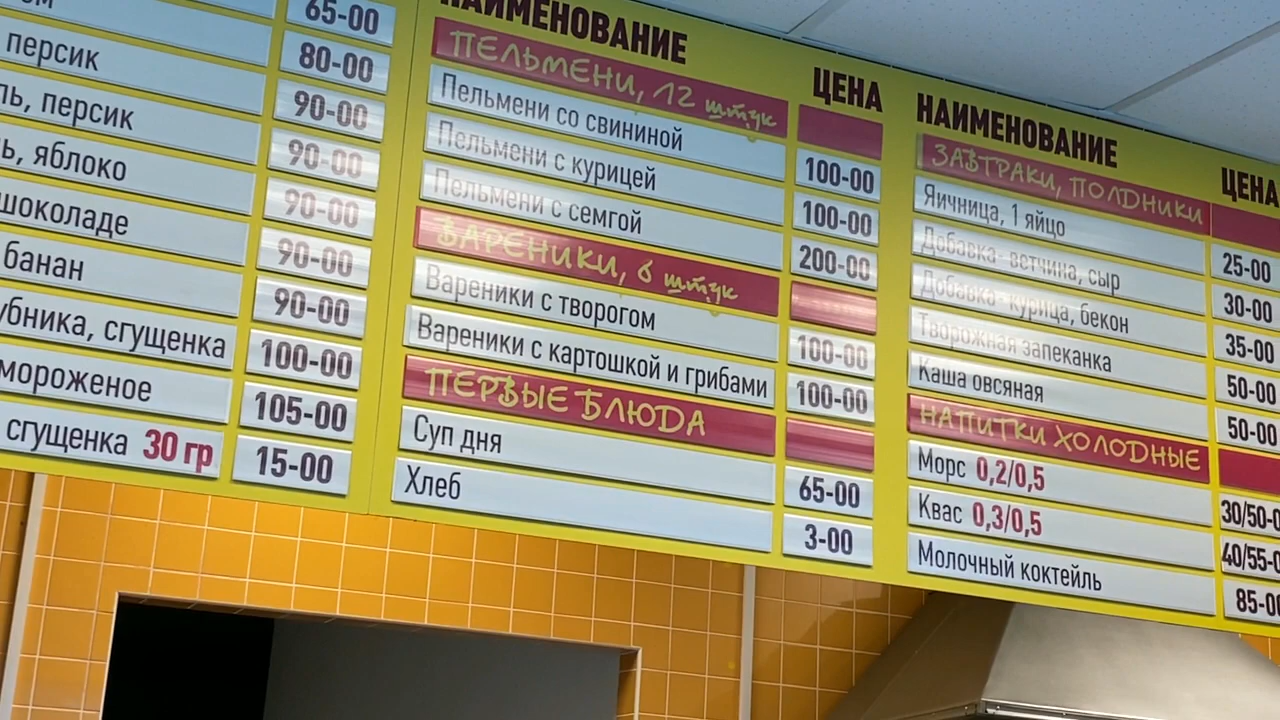 65-00
персик 80-00
персик 90-00
яблоко 90-00
шоколаде 90-00
банан 90-00
сгущенка 90-00
мороженое 100-00
сгущенка 30 гр 105-00
15-00
НАИМЕНОВАНИЕ ЦЕНА
ПЕЛЬМЕНИ, 12 штук
Пельмени со свининой 100-00
Пельмени с курицей 100-00
Пельмени с семгой 200-00
ВАРЕНИКИ, 6 штук
Вареники с творогом 100-00
Вареники с картошкой и грибами 100-00
ПЕРВЫЕ БЛЮДА
Суп дня 65-00
Хлеб 3-00
НАИМЕНОВАНИЕ ЦЕНА
ЗАВТРАКИ, ПОЛДНИКИ
Яичница, 1 яйцо 25-00
Добавка- ветчина, сыр 30-00
Добавка- курица, бекон 35-00
Творожная запеканка 50-00
Каша овсяная 50-00
НАПИТКИ ХОЛОДНЫЕ
Морс 0,2/0,5 30/50-0
Квас 0,3/0,5 40/55-0
Молочный коктейль 85-00